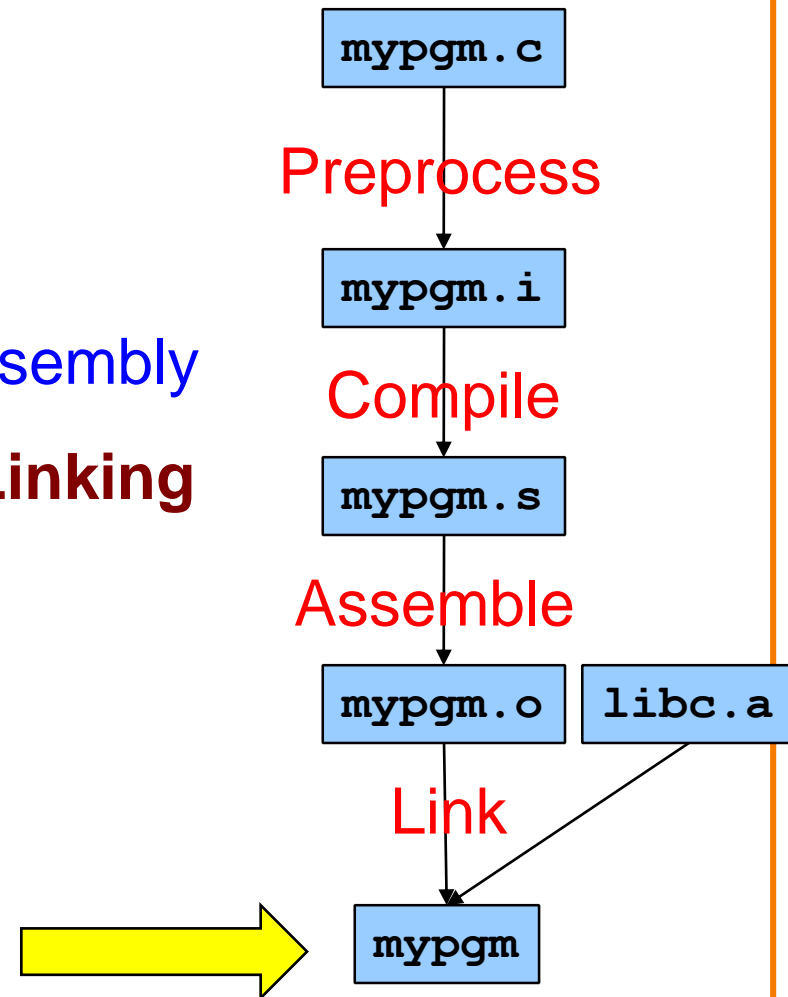 mypgm.c
Preprocess
mypgm.i
sembly
Compile
Linking
mypgm.s
Assemble
mypgm.o libc.a
Link
mypgm